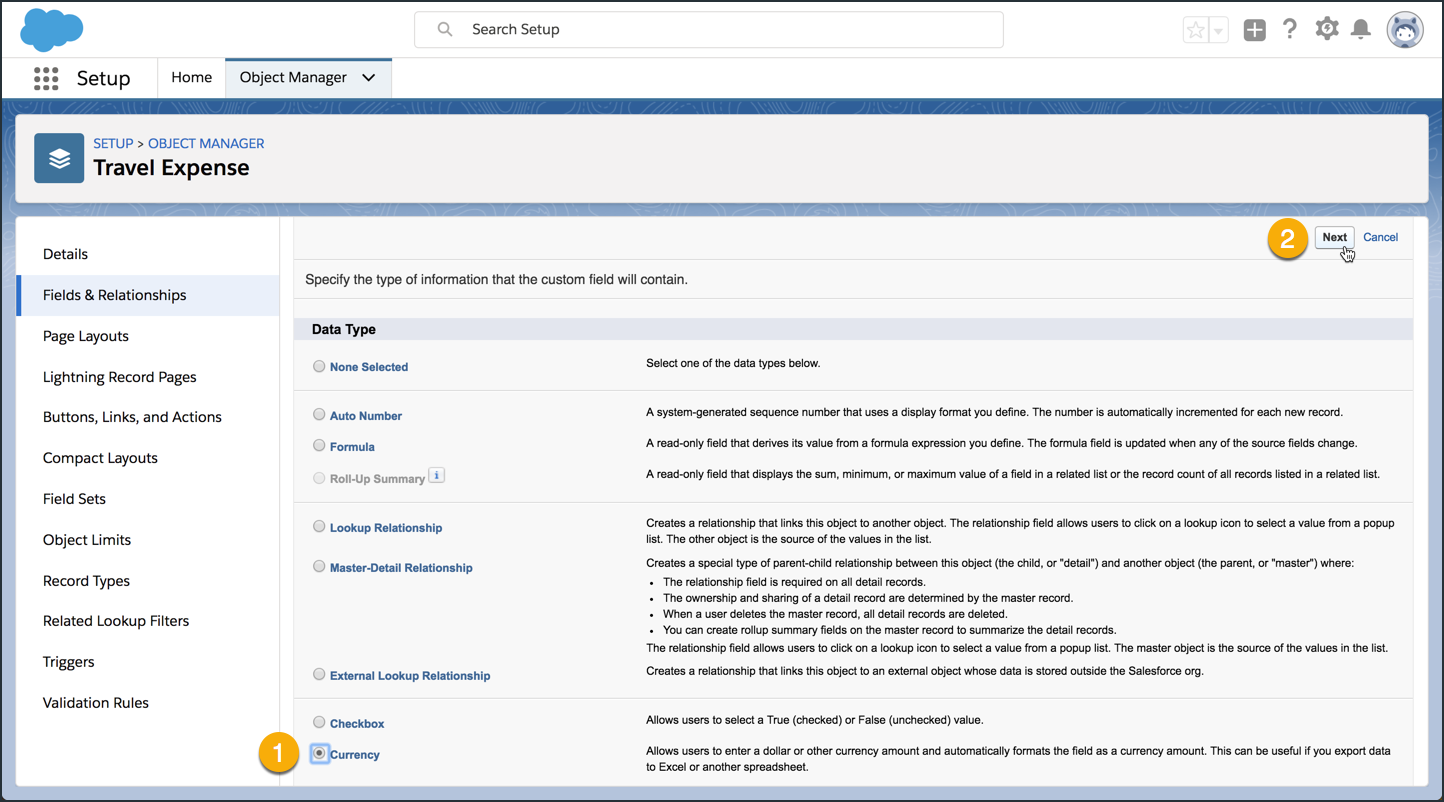 Search Setup
Setup
Home
Object Manager
SETUP > OBJECT MANAGER
Travel Expense
Details
Fields & Relationships
Page Layouts
Lightning Record Pages
Buttons, Links, and Actions
Compact Layouts
Field Sets
Object Limits
Record Types
Related Lookup Filters
Triggers
Validation Rules
2
Next
Cancel
Specify the type of information that the custom field will contain.
Data Type
None Selected
Select one of the data types below.
Auto Number
A system-generated sequence number that uses a display format you define. The number is automatically incremented for each new record.
Formula
A read-only field that derives its value from a formula expression you define. The formula field is updated when any of the source fields change.
Roll-Up Summary i
A read-only field that displays the sum, minimum, or maximum value of a field in a related list or the record count of all records listed in a related list.
Lookup Relationship
Creates a relationship that links this object to another object. The relationship field allows users to click on a lookup icon to select a value from a popup
list. The other object is the source of the values in the list.
Master-Detail Relationship
Creates a special type of parent-child relationship between this object (the child, or "detail") and another object (the parent, or "master") where:
• The relationship field is required on all detail records.
• The ownership and sharing of a detail record are determined by the master record.
• When a user deletes the master record, all detail records are deleted.
• You can create rollup summary fields on the master record to summarize the detail records.
The relationship field allows users to click on a lookup icon to select a value from a popup list. The master object is the source of the values in the list.
External Lookup Relationship
Creates a relationship that links this object to an external object whose data is stored outside the Salesforce org.
Checkbox
Allows users to select a True (checked) or False (unchecked) value.
1
Currency
Allows users to enter a dollar or other currency amount and automatically formats the field as a currency amount. This can be useful if you export data
to Excel or another spreadsheet.